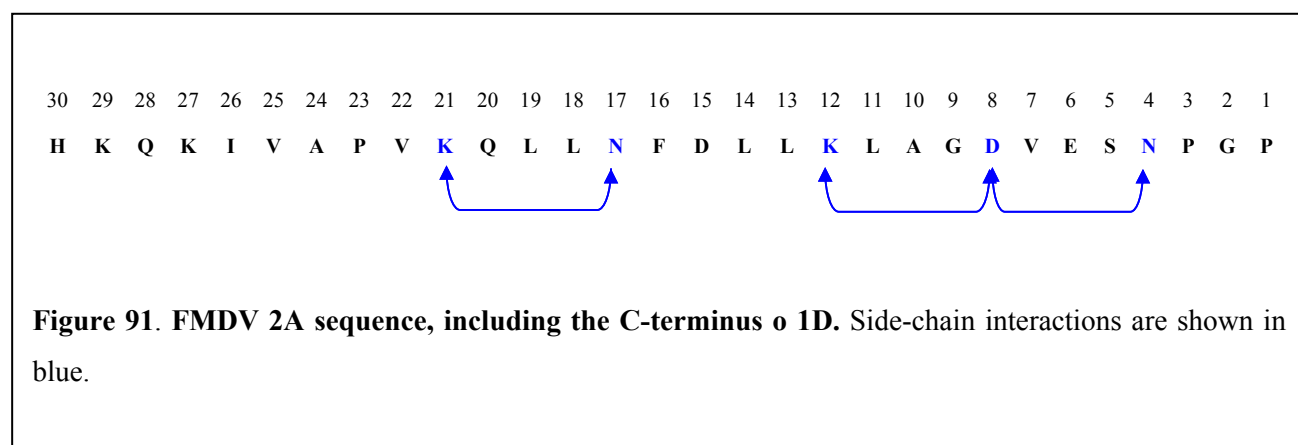 30 29 28 27 26 25 24 23 22 21 20 19 18 17 16 15 14 13 12 11 10 9 8 7 6 5 4 3 2 1
H K Q K I V A P V K Q L L N F D L L K L A G D V E S N P G P
Figure 91. FMDV 2A sequence, including the C-terminus o 1D. Side-chain interactions are shown in
blue.